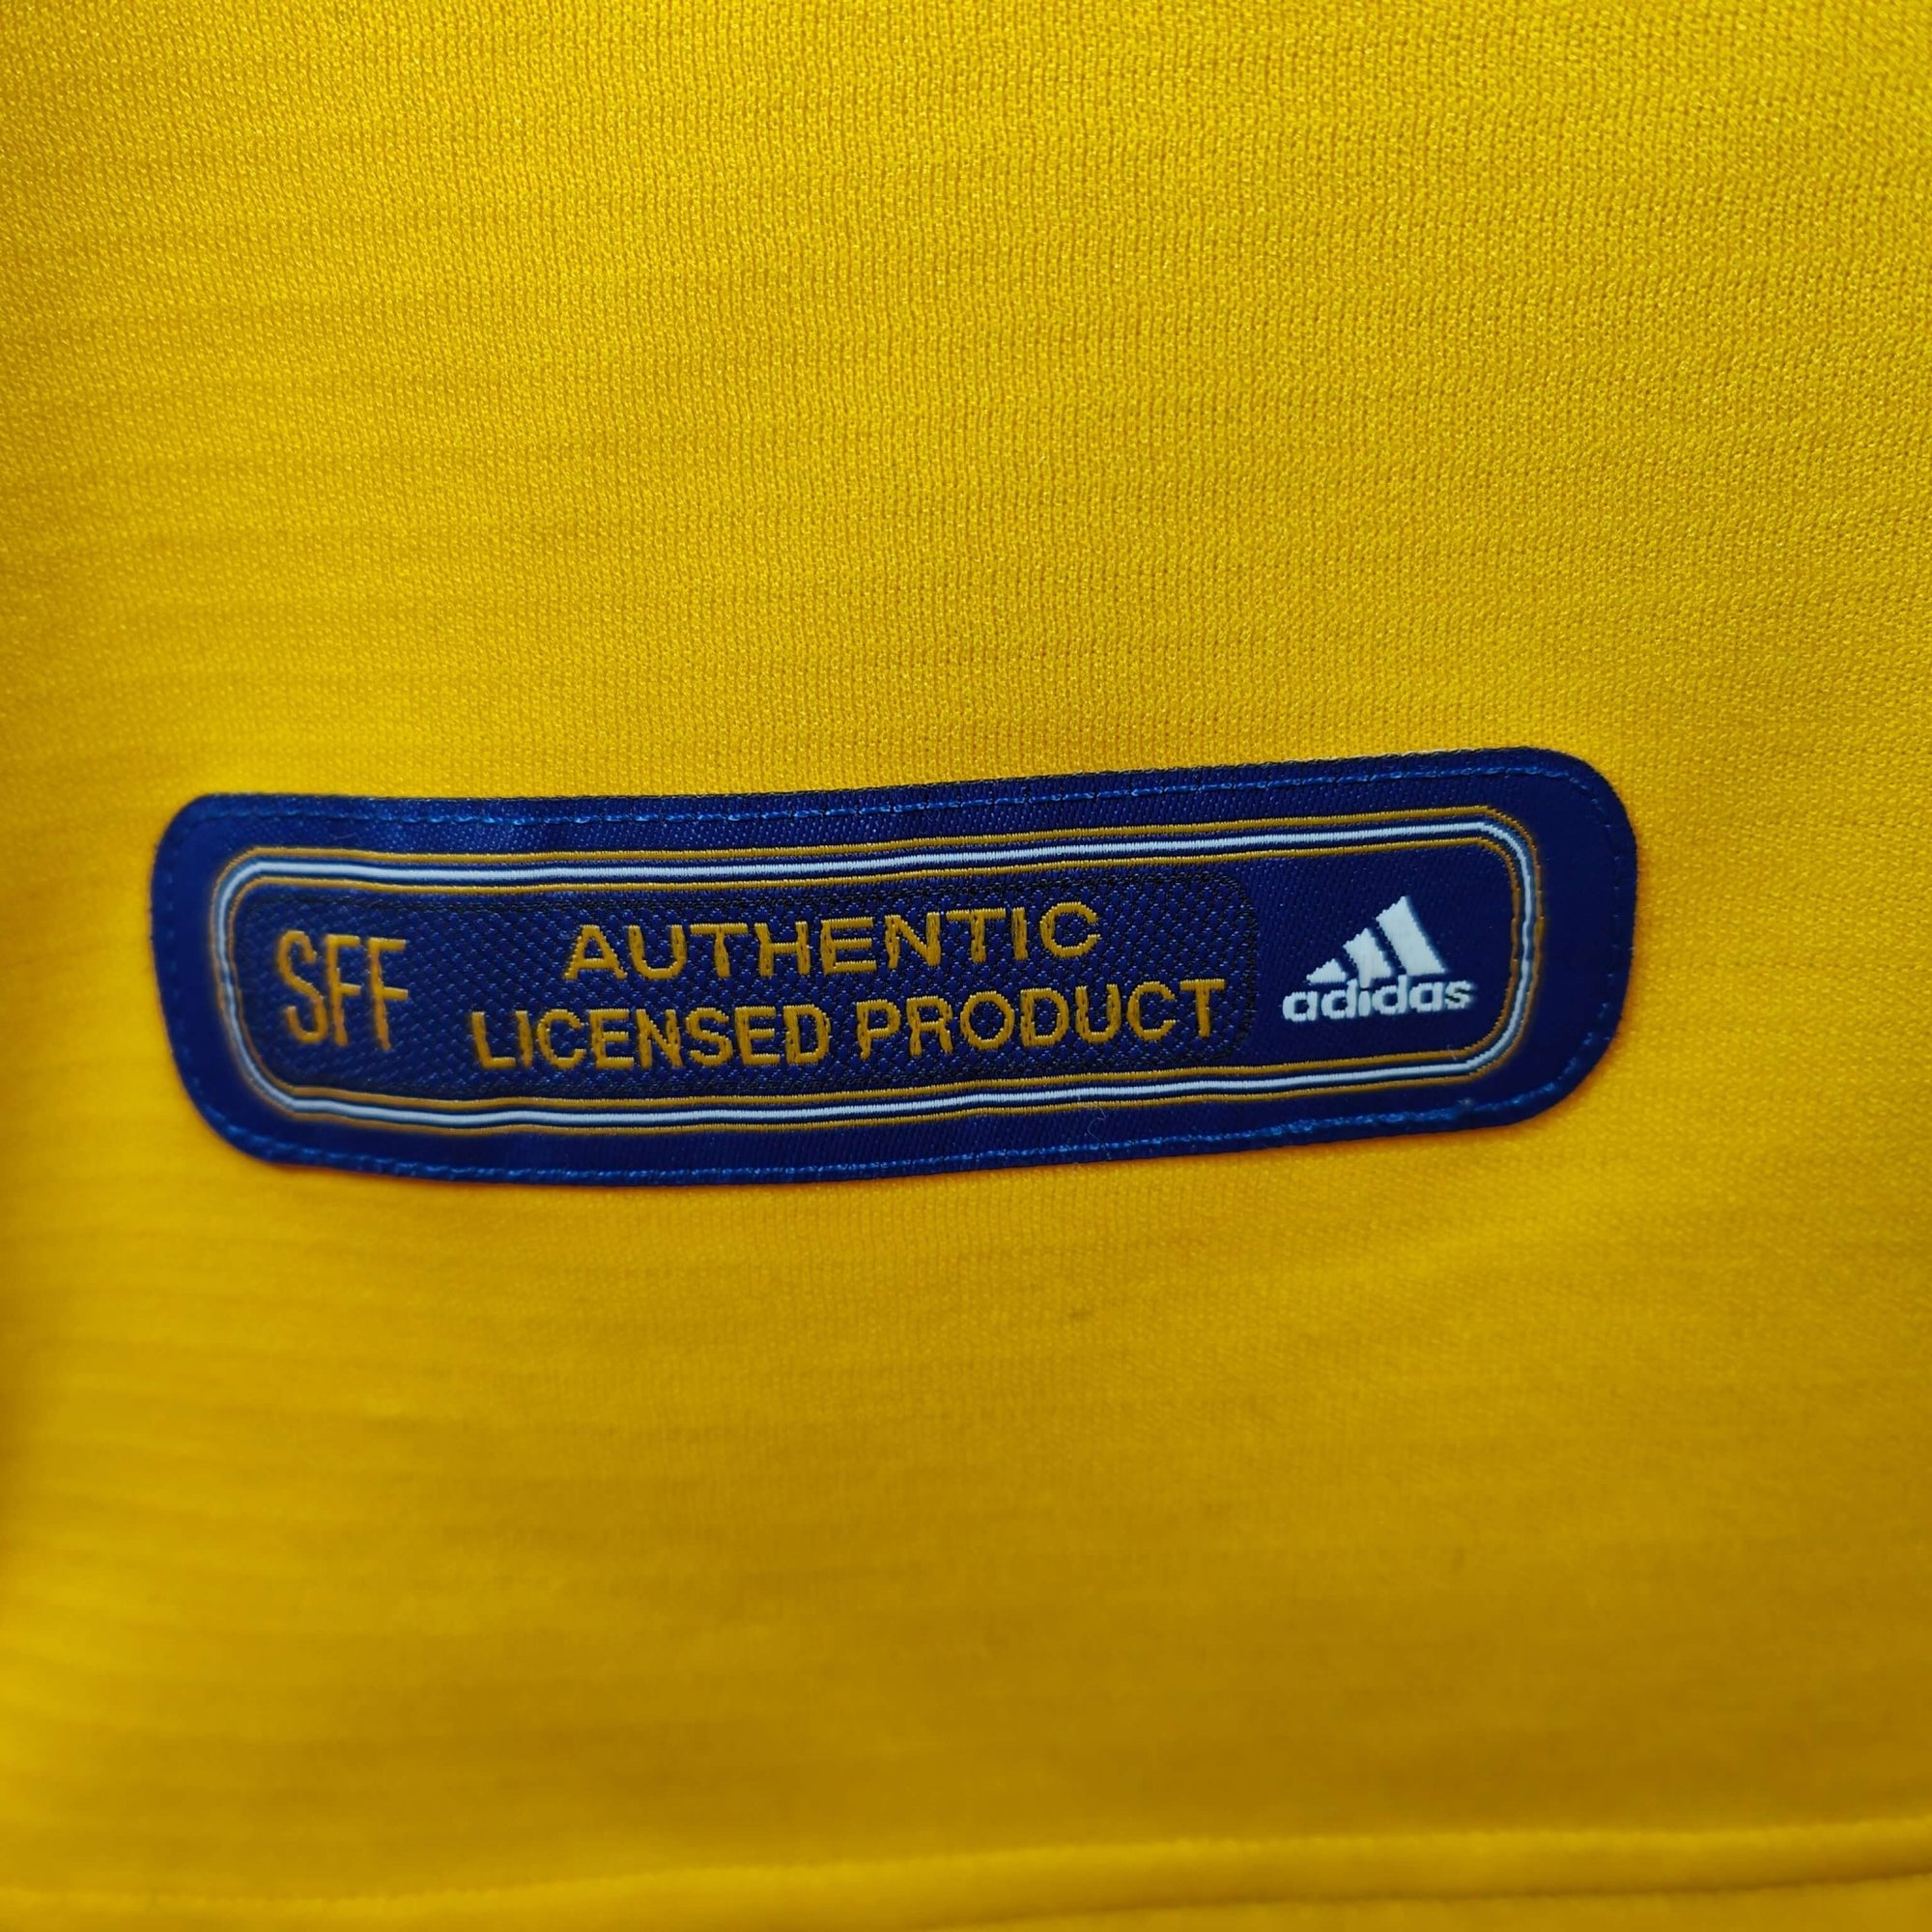 SFF
AUTHENTIC
LICENSED PRODUCT
adidas